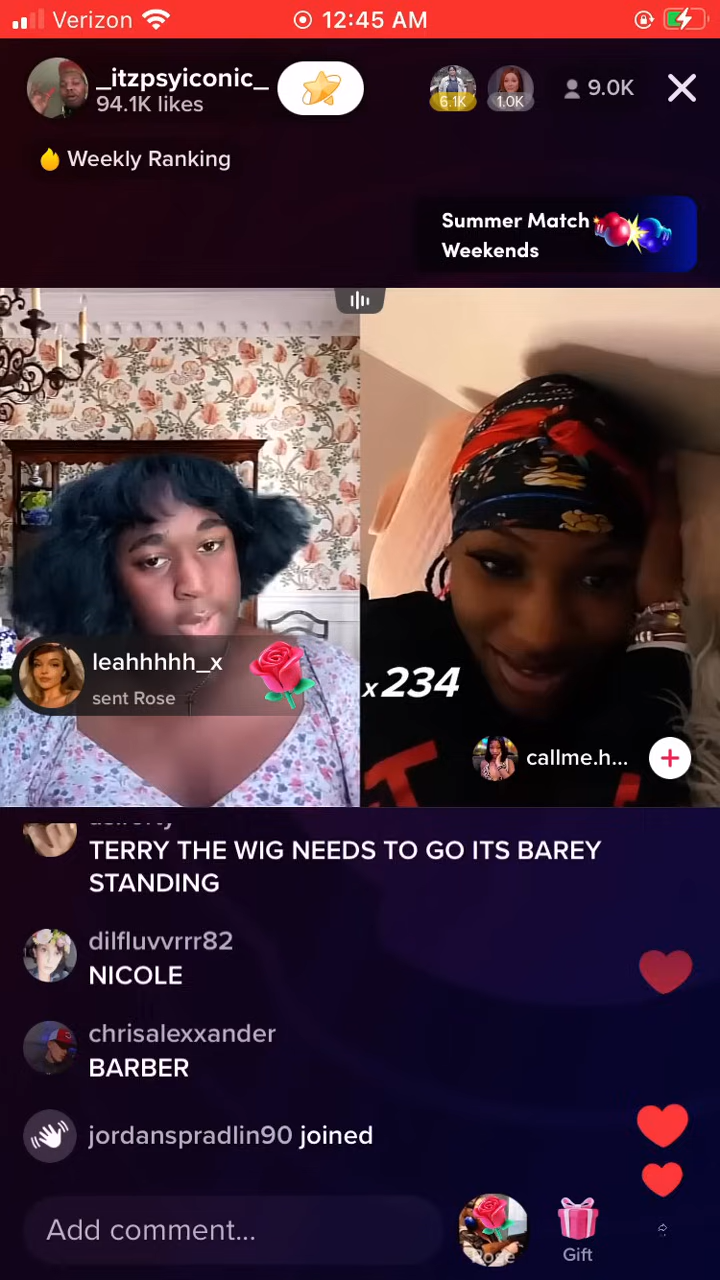 Verizon 12:45 AM
_itzpsyiconic_
94.1K likes
6.1K 1.0K 9.0K
Weekly Ranking
Summer Match
Weekends
leahhhhh_x
sent Rose
x234
callme.h...
TERRY THE WIG NEEDS TO GO ITS BAREY
STANDING
dilfluvvrrr82
NICOLE
chrisalexxander
BARBER
jordanspradlin90 joined
Add comment...
Rose
Gift